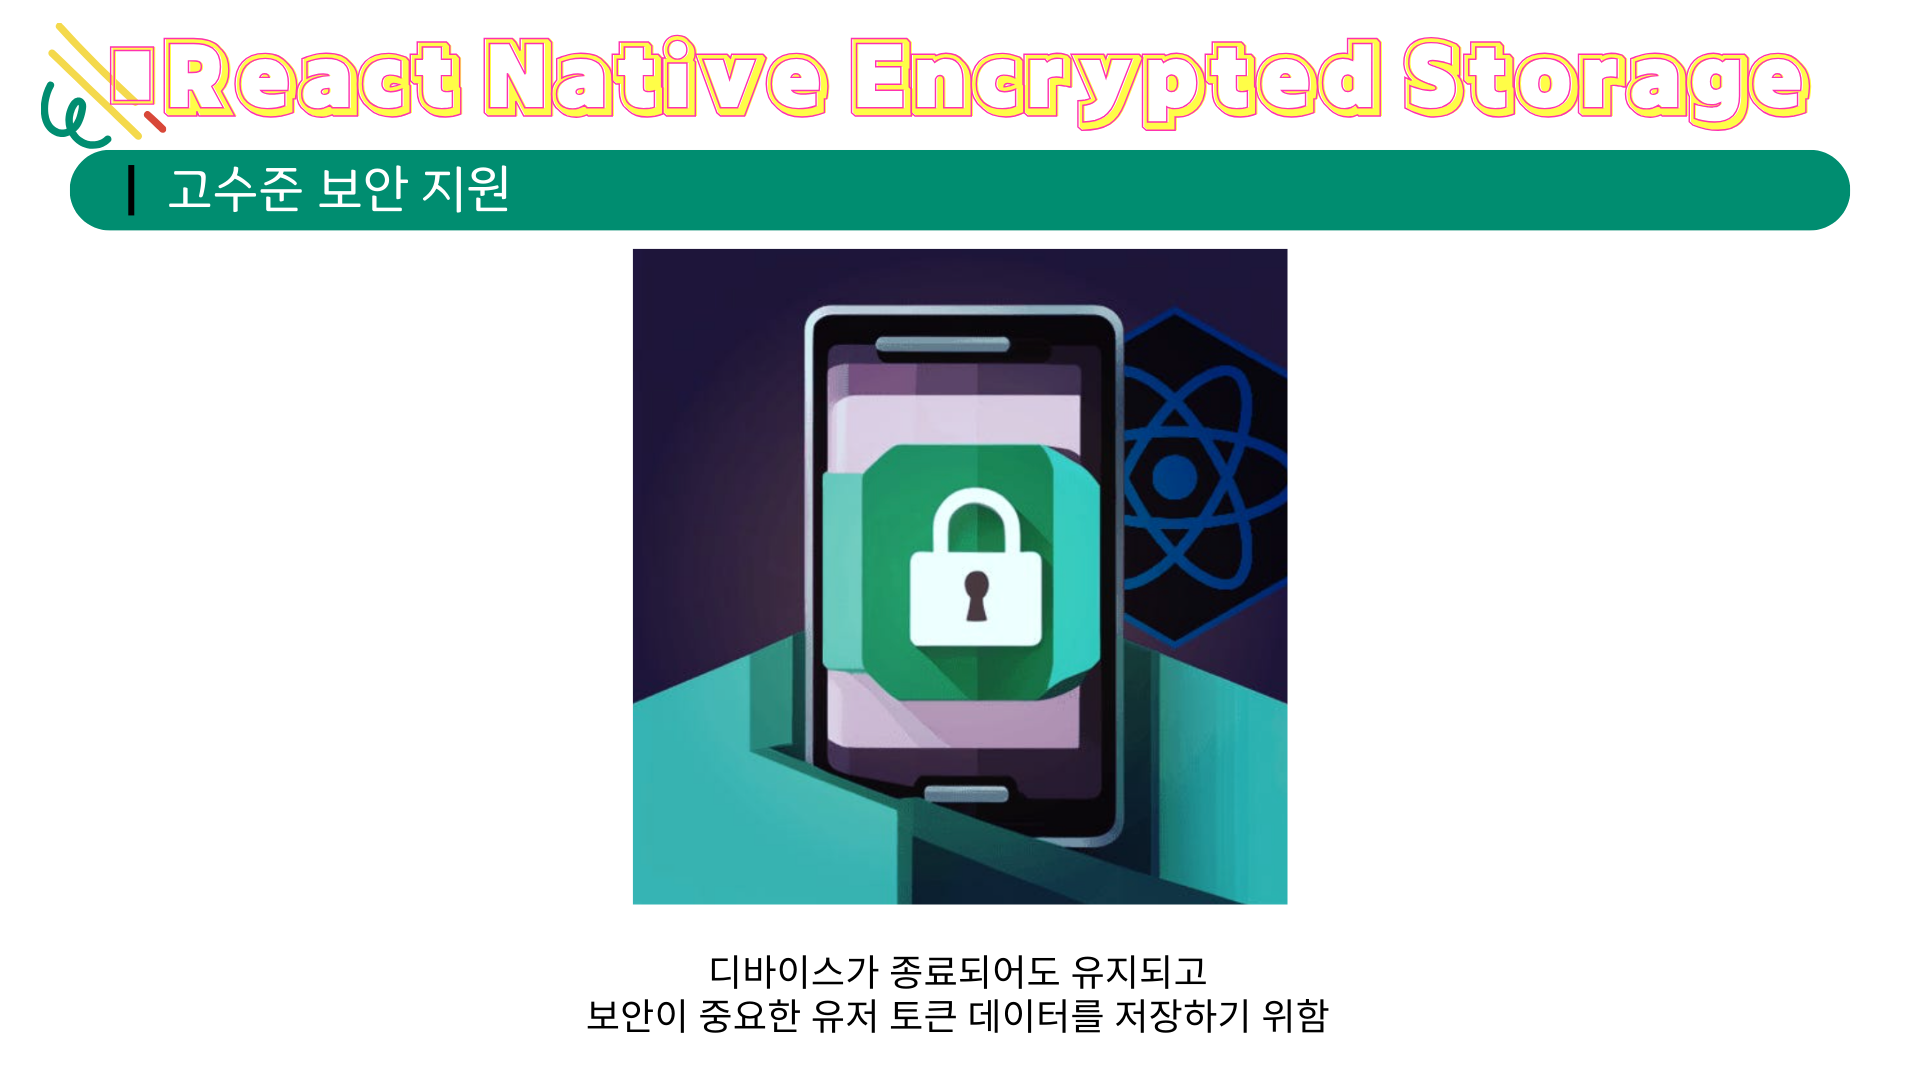 React Native Encrypted Storage
고수준 보안 지원
디바이스가 종료되어도 유지되고
보안이 중요한 유저 토큰 데이터를 저장하기 위함